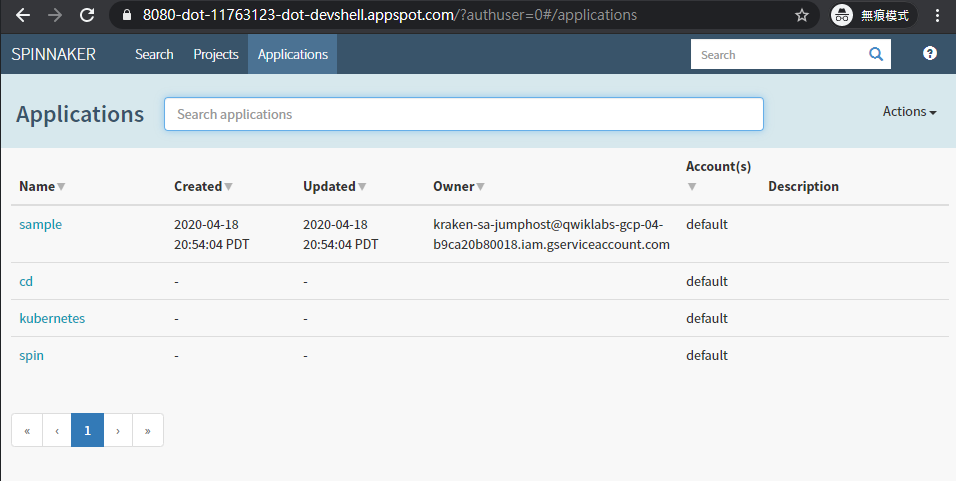 8080-dot-11763123-dot-devshell.appspot.com/?authuser=0#/applications
無痕模式
SPINNAKER Search Projects Applications Search ?
Applications Search applications Actions
Name Created Updated Owner Account(s) Description
sample 2020-04-18 2020-04-18 kraken-sa-jumphost@qwiklabs-gcp-04- default
20:54:04 PDT 20:54:04 PDT b9ca20b80018.iam.gserviceaccount.com
cd - - default
kubernetes - - default
spin - - default
« ‹ 1 › »